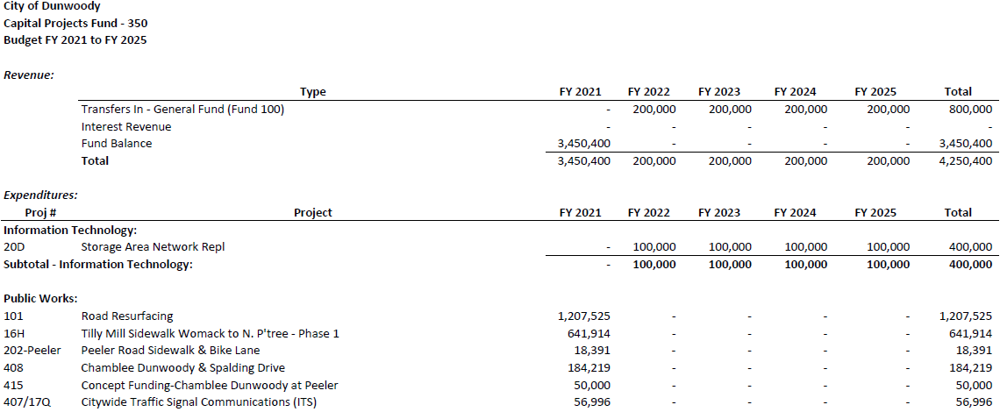 City of Dunwoody
Capital Projects Fund - 350
Budget FY 2021 to FY 2025
Revenue:
Type FY 2021 FY 2022 FY 2023 FY 2024 FY 2025 Total
Transfers In - General Fund (Fund 100) - 200,000 200,000 200,000 200,000 800,000
Interest Revenue - - - - - -
Fund Balance 3,450,400 - - - - 3,450,400
Total 3,450,400 200,000 200,000 200,000 200,000 4,250,400
Expenditures:
Proj # Project FY 2021 FY 2022 FY 2023 FY 2024 FY 2025 Total
Information Technology:
20D Storage Area Network Repl - 100,000 100,000 100,000 100,000 400,000
Subtotal - Information Technology: - 100,000 100,000 100,000 100,000 400,000
Public Works:
101 Road Resurfacing 1,207,525 - - - - 1,207,525
16H Tilly Mill Sidewalk Womack to N. P'tree - Phase 1 641,914 - - - - 641,914
202-Peeler Peeler Road Sidewalk & Bike Lane 18,391 - - - - 18,391
408 Chamblee Dunwoody & Spalding Drive 184,219 - - - - 184,219
415 Concept Funding-Chamblee Dunwoody at Peeler 50,000 - - - - 50,000
407/17Q Citywide Traffic Signal Communications (ITS) 56,996 - - - - 56,996